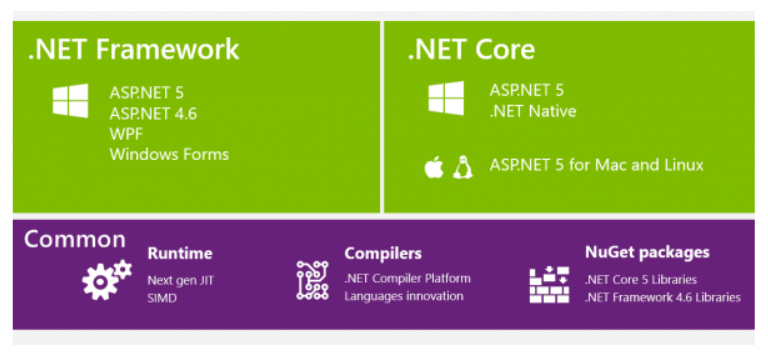 .NET Framework
ASP.NET 5
ASP.NET 4.6
WPF
Windows Forms
.NET Core
ASP.NET 5
.NET Native
ASP.NET 5 for Mac and Linux
Common
Runtime
Next gen JIT
SIMD
Compilers
.NET Compiler Platform
Languages innovation
NuGet packages
.NET Core 5 Libraries
.NET Framework 4.6 Libraries